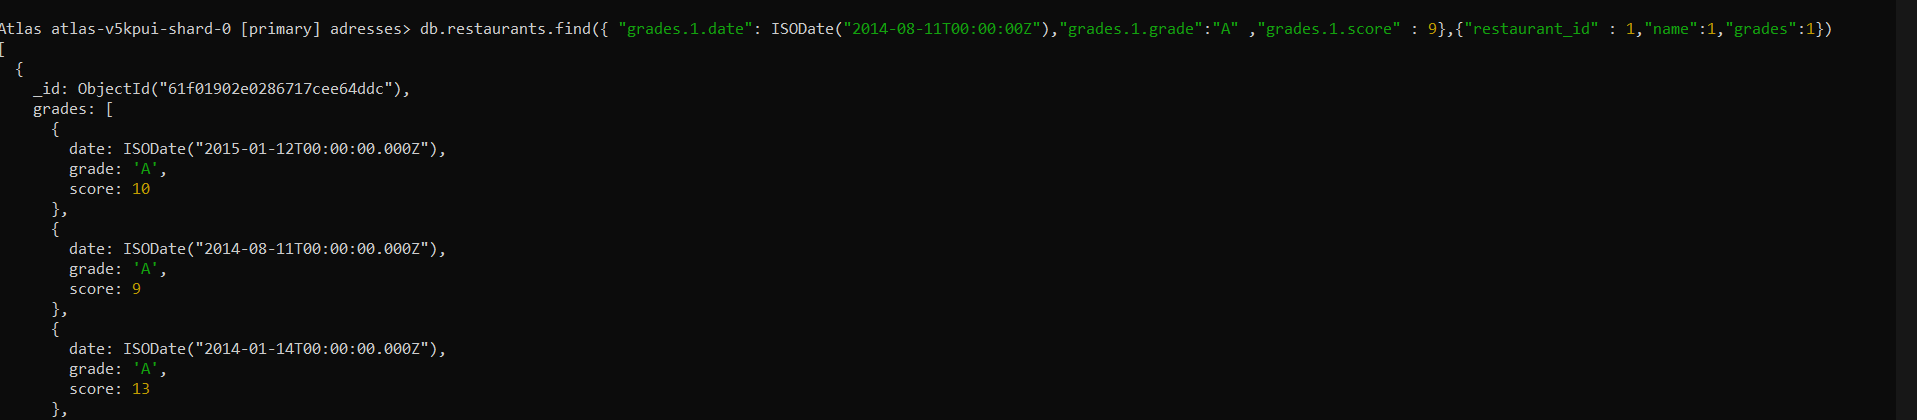 Atlas atlas-v5kpui-shard-0 [primary] adresses> db.restaurants.find({ "grades.1.date": ISODate("2014-08-11T00:00:00Z"),"grades.1.grade":"A" ,"grades.1.score" : 9},{"restaurant_id" : 1,"name":1,"grades":1})
[
  {
    _id: ObjectId("61f01902e0286717cee64ddc"),
    grades: [
      {
        date: ISODate("2015-01-12T00:00:00.000Z"),
        grade: 'A',
        score: 10
      },
      {
        date: ISODate("2014-08-11T00:00:00.000Z"),
        grade: 'A',
        score: 9
      },
      {
        date: ISODate("2014-01-14T00:00:00.000Z"),
        grade: 'A',
        score: 13
      },